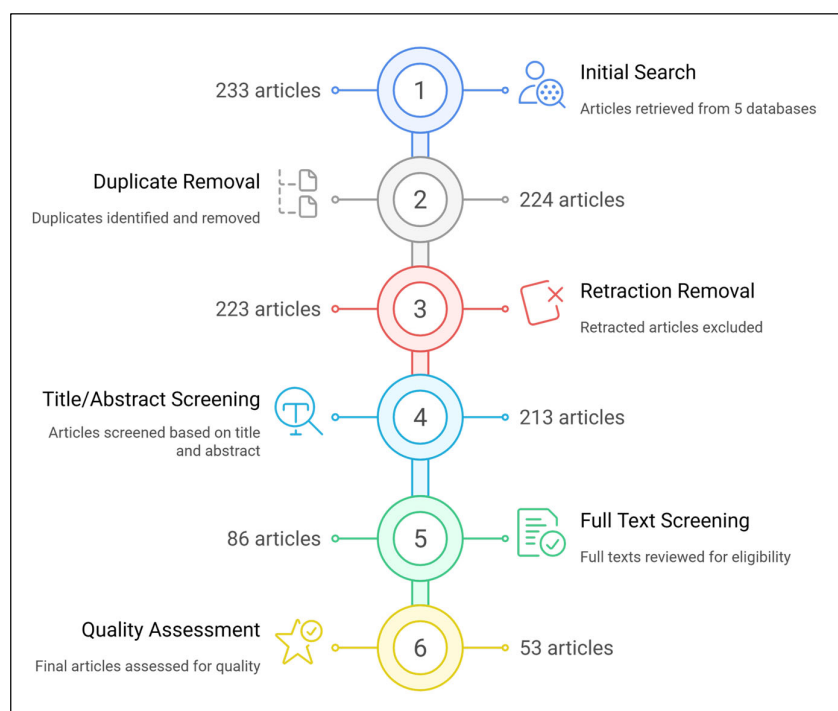 233 articles
1
Initial Search
Articles retrieved from 5 databases
Duplicate Removal
Duplicates identified and removed
2
224 articles
223 articles
3
Retraction Removal
Retracted articles excluded
Title/Abstract Screening
Articles screened based on title
and abstract
4
213 articles
86 articles
5
Full Text Screening
Full texts reviewed for eligibility
Quality Assessment
Final articles assessed for quality
6
53 articles